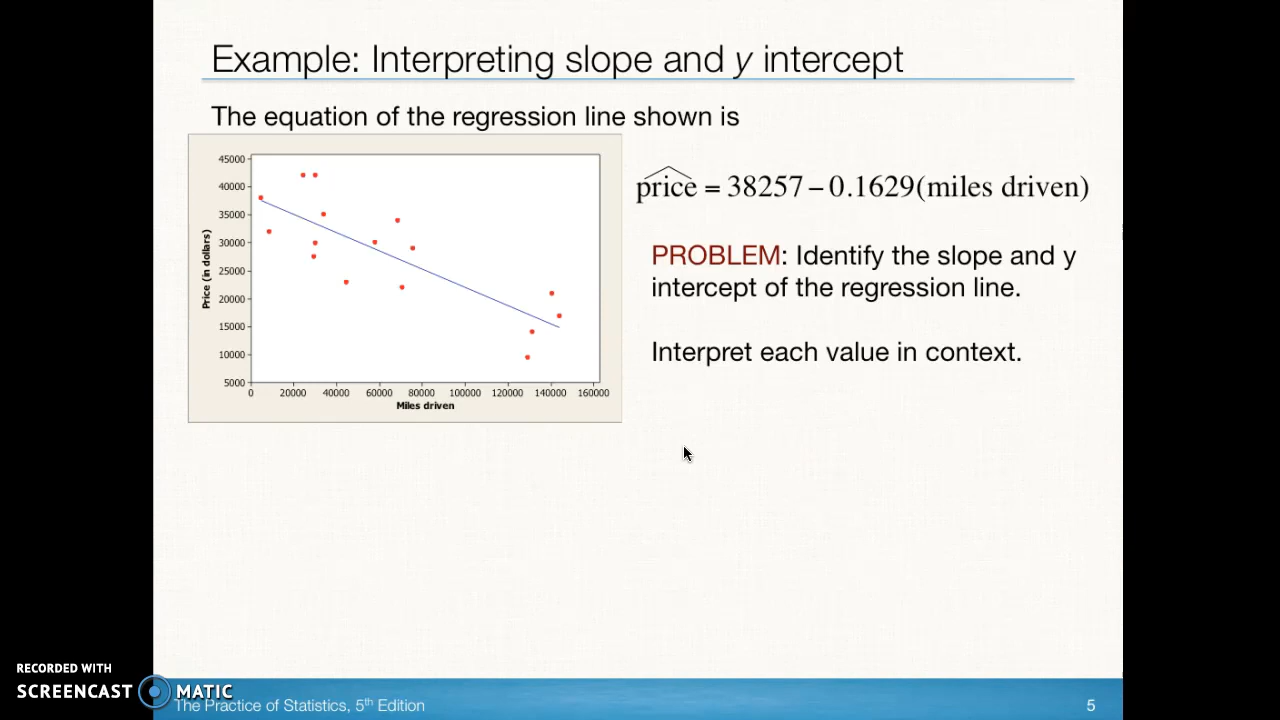 Example: Interpreting slope and y intercept
The equation of the regression line shown is
45000
40000
35000
30000
25000
20000
15000
10000
5000
Price (in dollars)
0 20000 40000 60000 80000 100000 120000 140000 160000
Miles driven
price = 38257 – 0.1629(miles driven)
PROBLEM: Identify the slope and y
intercept of the regression line.
Interpret each value in context.
RECORDED WITH
SCREENCAST MATIC
The Practice of Statistics, 5th Edition
5